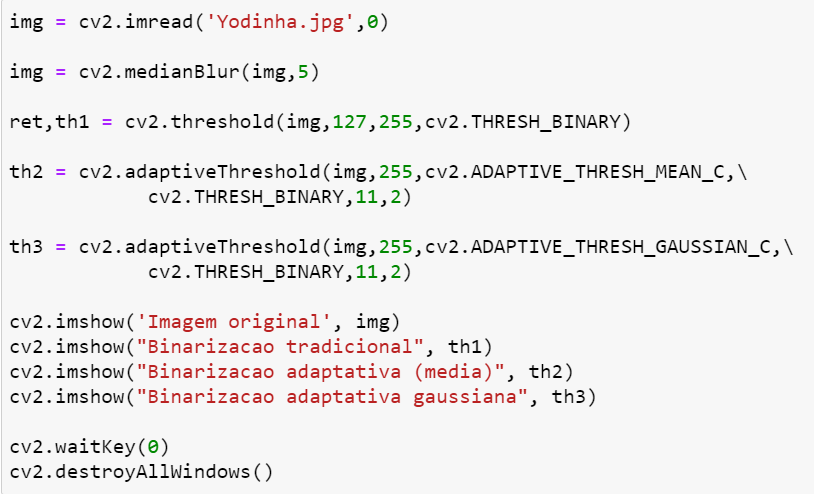 img = cv2.imread('Yodinha.jpg',0)
img = cv2.medianBlur(img,5)
ret,th1 = cv2.threshold(img,127,255,cv2.THRESH_BINARY)
th2 = cv2.adaptiveThreshold(img,255,cv2.ADAPTIVE_THRESH_MEAN_C,\
            cv2.THRESH_BINARY,11,2)
th3 = cv2.adaptiveThreshold(img,255,cv2.ADAPTIVE_THRESH_GAUSSIAN_C,\
            cv2.THRESH_BINARY,11,2)
cv2.imshow('Imagem original', img)
cv2.imshow("Binarizacao tradicional", th1)
cv2.imshow("Binarizacao adaptativa (media)", th2)
cv2.imshow("Binarizacao adaptativa gaussiana", th3)
cv2.waitKey(0)
cv2.destroyAllWindows()